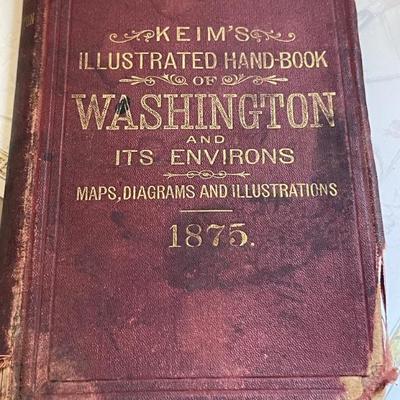 KEIM'S
ILLUSTRATED HAND-BOOK
OF
WASHINGTON
AND
ITS ENVIRONS
MAPS, DIAGRAMS AND ILLUSTRATIONS
1875.